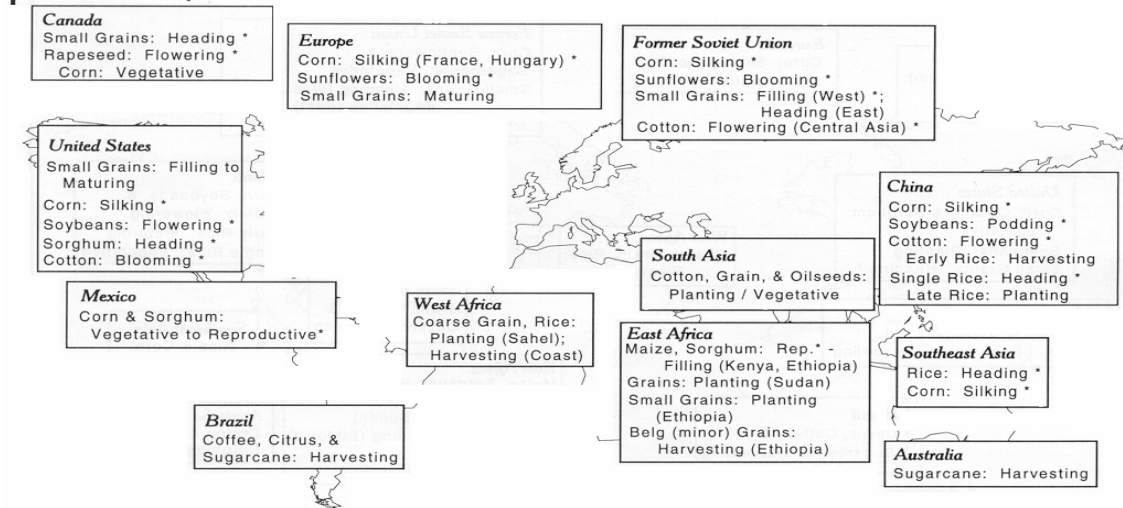 Canada
Small Grains: Heading *
Rapeseed: Flowering *
Corn: Vegetative
Europe
Corn: Silking (France, Hungary) *
Sunflowers: Blooming *
Small Grains: Maturing
Former Soviet Union
Corn: Silking *
Sunflowers: Blooming *
Small Grains: Filling (West) *;
Heading (East)
Cotton: Flowering (Central Asia) *
United States
Small Grains: Filling to
Maturing
Corn: Silking *
Soybeans: Flowering *
Sorghum: Heading *
Cotton: Blooming *
China
Corn: Silking *
Soybeans: Podding *
Cotton: Flowering *
Early Rice: Harvesting
Single Rice: Heading *
Late Rice: Planting
South Asia
Cotton, Grain, & Oilseeds:
Planting / Vegetative
Mexico
Corn & Sorghum:
Vegetative to Reproductive*
West Africa
Coarse Grain, Rice:
Planting (Sahel);
Harvesting (Coast)
East Africa
Maize, Sorghum: Rep.* -
Filling (Kenya, Ethiopia)
Grains: Planting (Sudan)
Small Grains: Planting
(Ethiopia)
Belg (minor) Grains:
Harvesting (Ethiopia)
Southeast Asia
Rice: Heading *
Corn: Silking *
Brazil
Coffee, Citrus, &
Sugarcane: Harvesting
Australia
Sugarcane: Harvesting